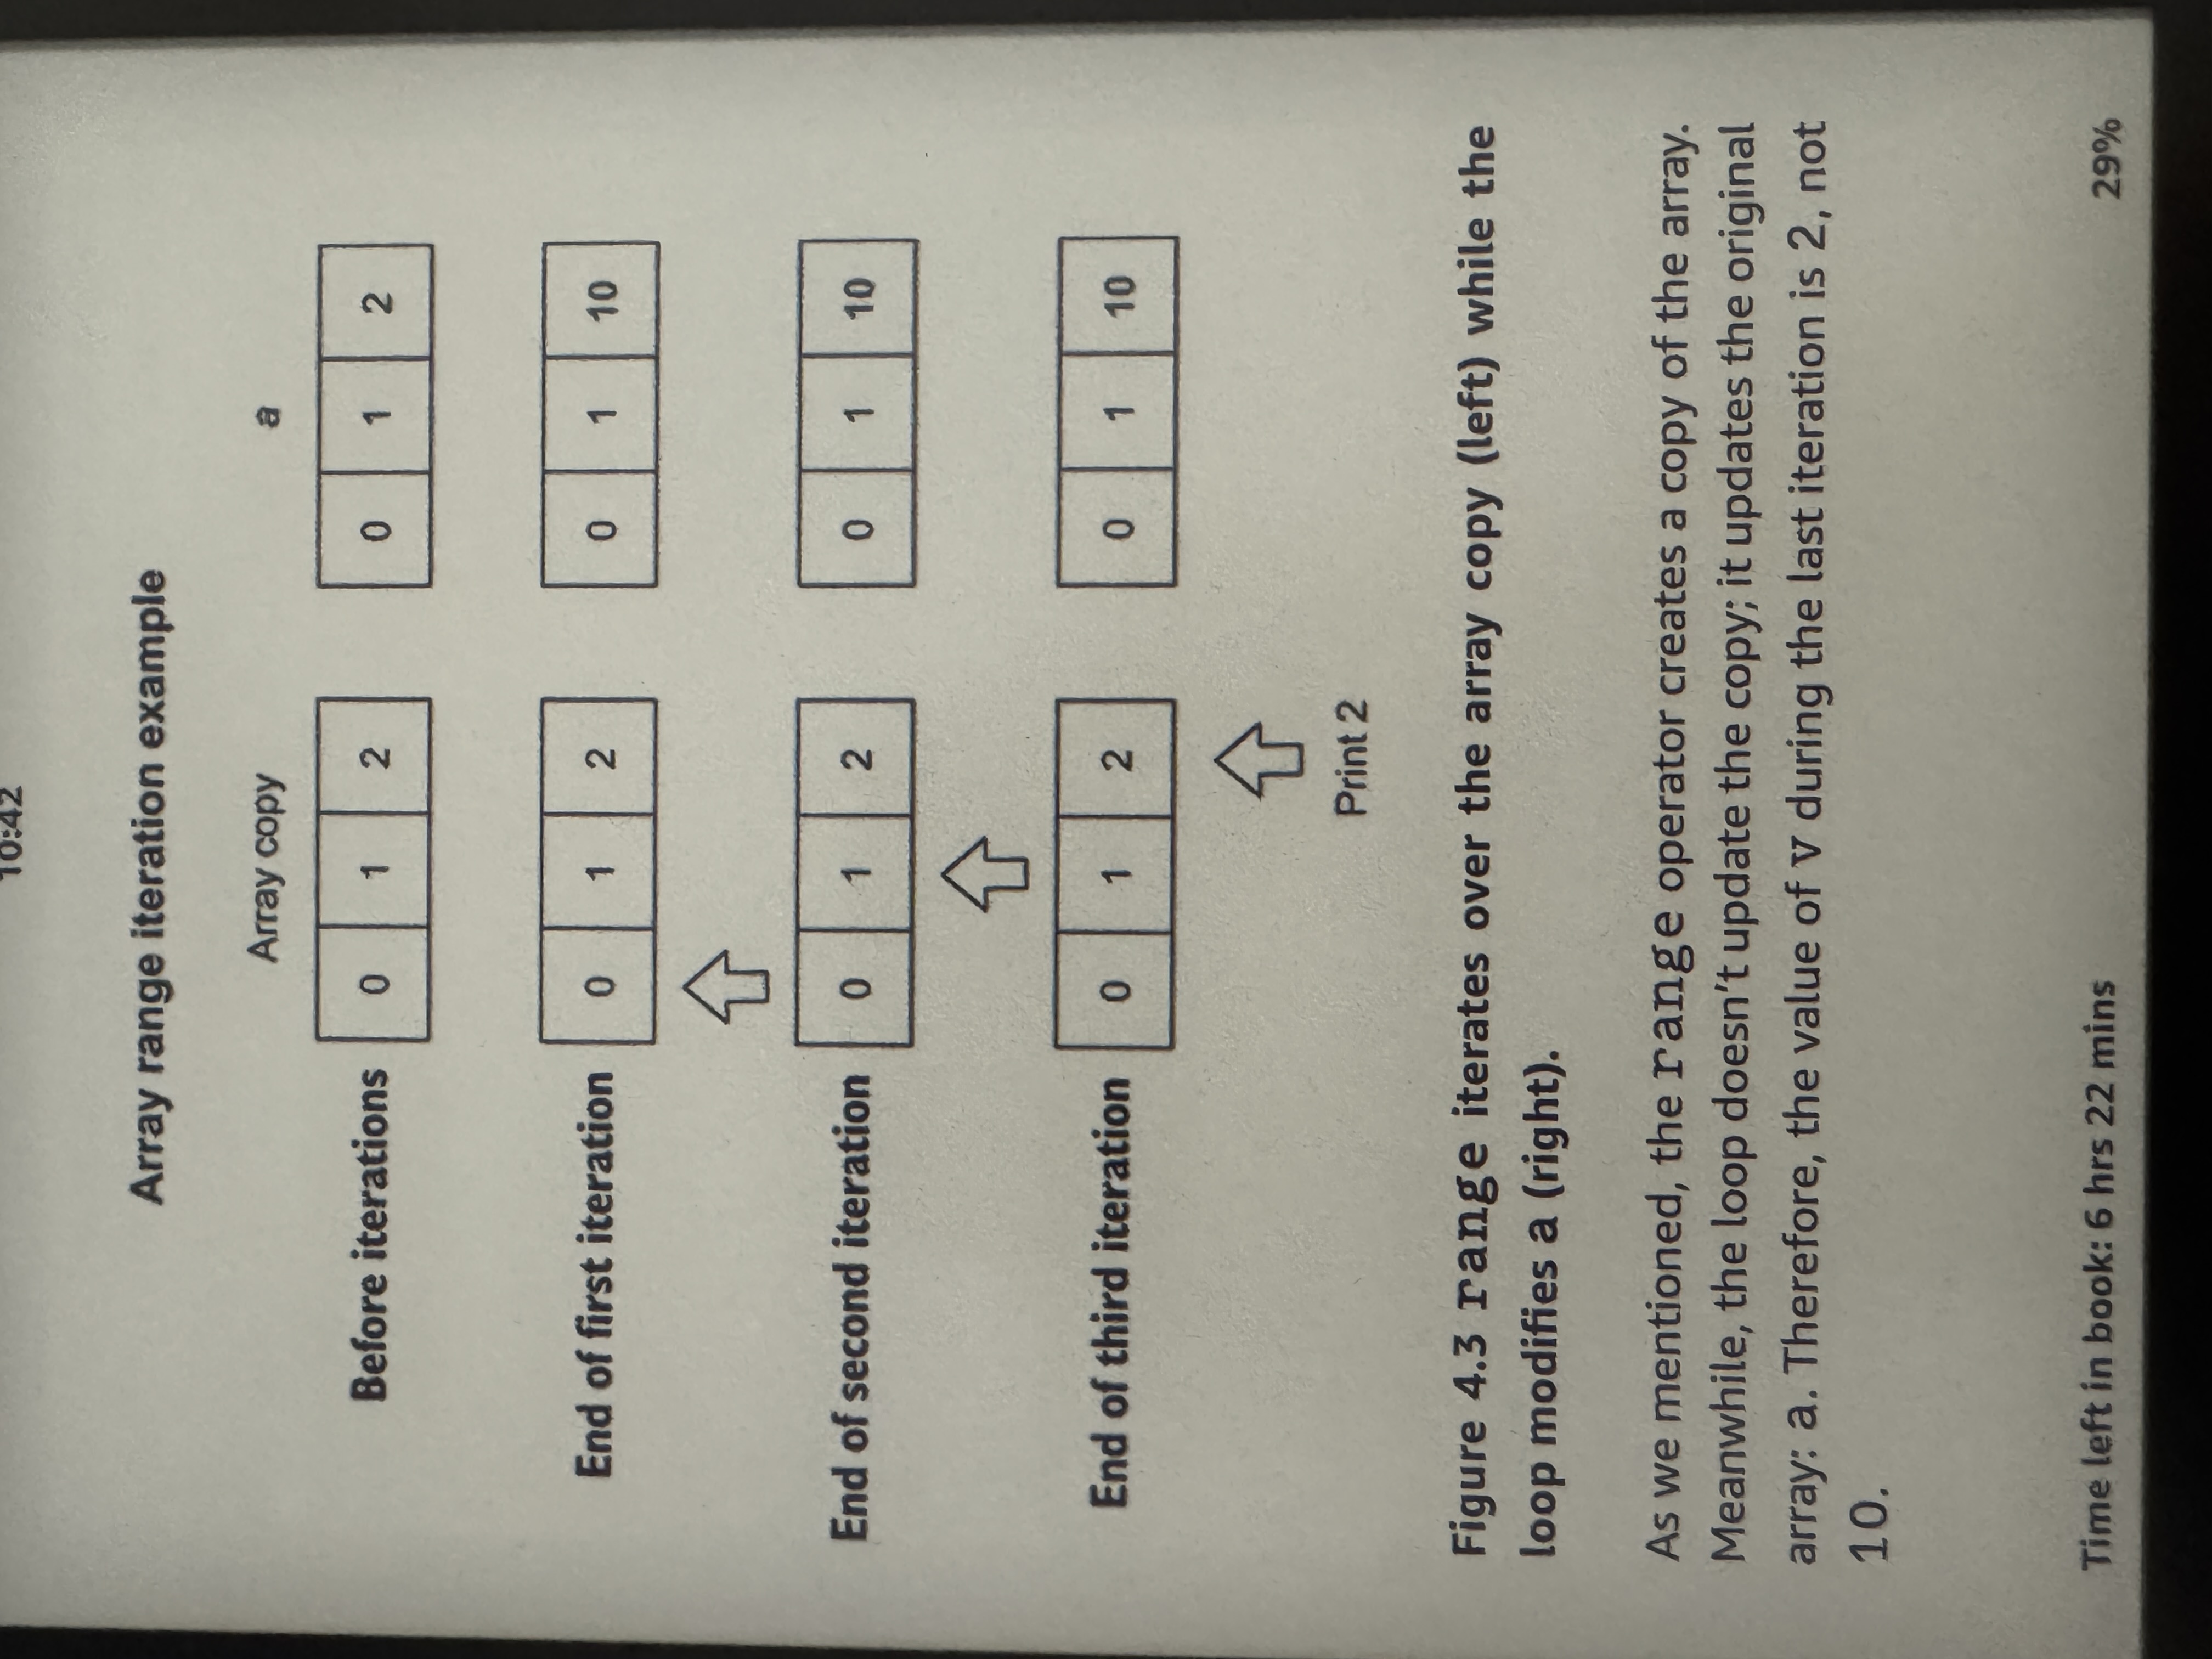 10:42
Array range iteration example
Array copy a
Before iterations 0 1 2 0 1 2
End of first iteration 0 1 2 0 1 10
End of second iteration 0 1 2 0 1 10
End of third iteration 0 1 2 0 1 10
Print 2
Figure 4.3 range iterates over the array copy (left) while the
loop modifies a (right).
As we mentioned, the range operator creates a copy of the array.
Meanwhile, the loop doesn't update the copy; it updates the original
array: a. Therefore, the value of v during the last iteration is 2, not
10.
Time left in book: 6 hrs 22 mins 29%